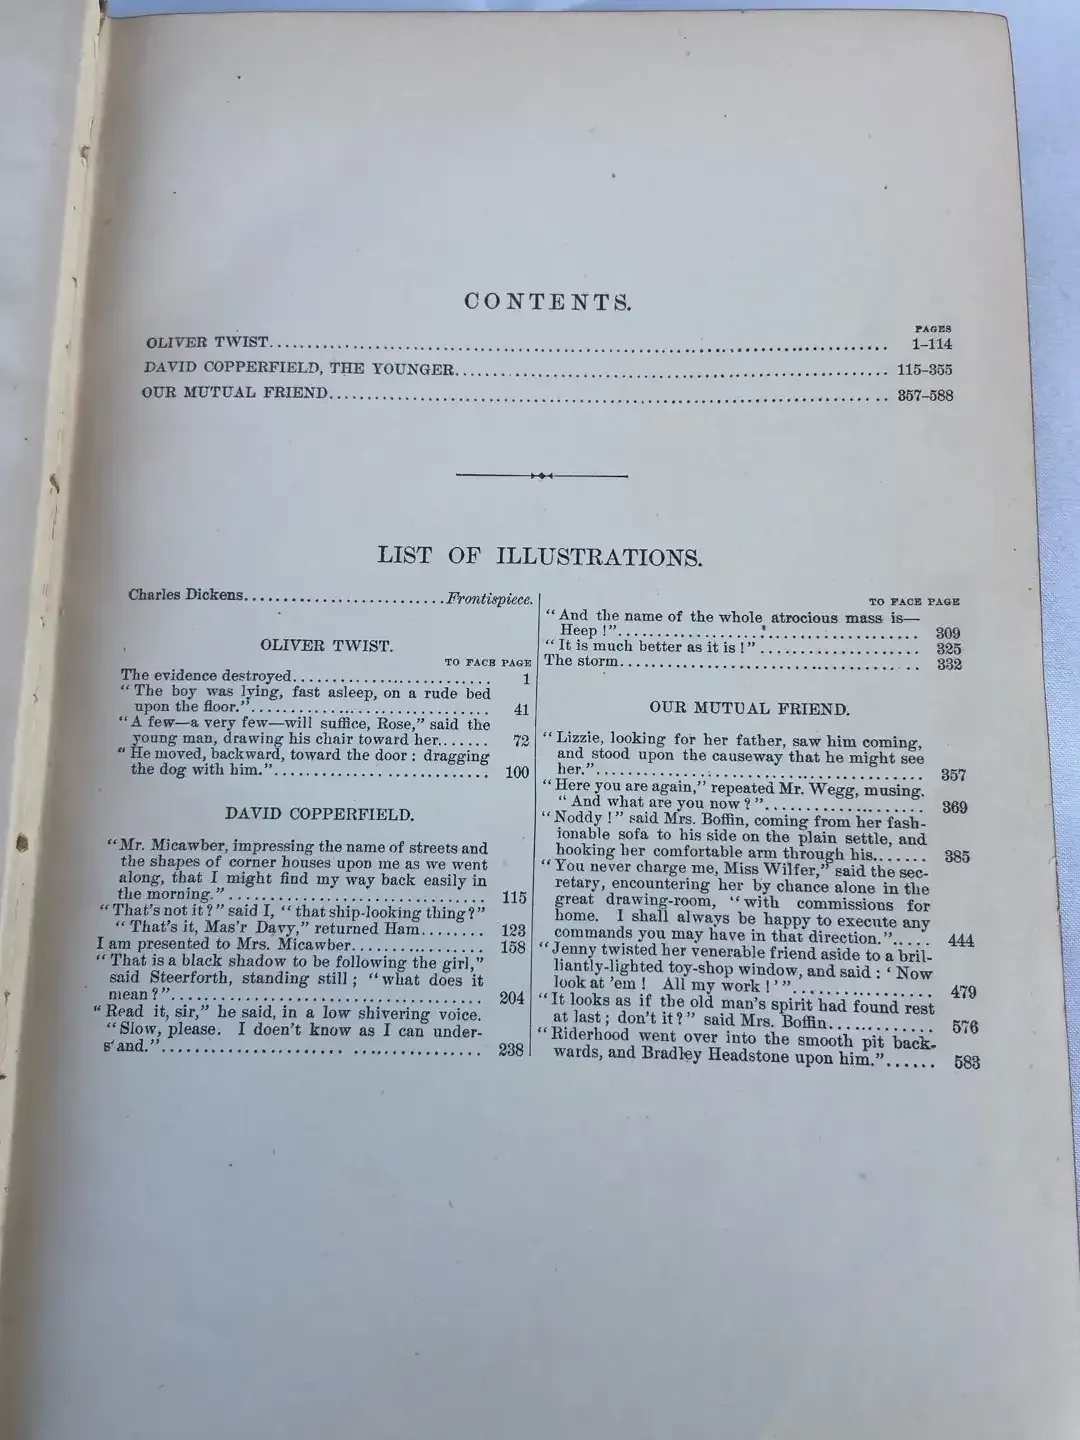 CONTENTS.
PAGES
OLIVER TWIST........ 1–114
DAVID COPPERFIELD, THE YOUNGER........ 115–355
OUR MUTUAL FRIEND........ 357–588
LIST OF ILLUSTRATIONS.
Charles Dickens........Frontispiece.
OLIVER TWIST.
TO FACE PAGE
The evidence destroyed........ 1
“The boy was lying, fast asleep, on a rude bed
upon the floor.”........ 41
“A few—a very few—will suffice, Rose,” said the
young man, drawing his chair toward her....... 72
“He moved, backward, toward the door: dragging
the dog with him.”........ 100
DAVID COPPERFIELD.
“Mr. Micawber, impressing the name of streets and
the shapes of corner houses upon me as we went
along, that I might find my way back easily in
the morning.”........ 115
“That's not it?” said I, “that ship-looking thing?”
“That's it, Mas'r Davy,” returned Ham........ 123
I am presented to Mrs. Micawber........ 158
“That is a black shadow to be following the girl,”
said Steerforth, standing still; “what does it
mean?”........ 204
“Read it, sir,” he said, in a low shivering voice.
“Slow, please. I doen't know as I can under-
s'and.”........ 238
TO FACE PAGE
“And the name of the whole atrocious mass is—
Heep!”........ 309
“It is much better as it is!”........ 325
The storm........ 332
OUR MUTUAL FRIEND.
“Lizzie, looking for her father, saw him coming,
and stood upon the causeway that he might see
her.”........ 357
“Here you are again,” repeated Mr. Wegg, musing.
“And what are you now?”........ 369
“Noddy!” said Mrs. Boffin, coming from her fash-
ionable sofa to his side on the plain settle, and
hooking her comfortable arm through his....... 385
“You never charge me, Miss Wilfer,” said the sec-
retary, encountering her by chance alone in the
great drawing-room, “with commissions for
home. I shall always be happy to execute any
commands you may have in that direction.”..... 444
“Jenny twisted her venerable friend aside to a bril-
liantly-lighted toy-shop window, and said: ‘Now
look at 'em! All my work!’”........ 479
“It looks as if the old man's spirit had found rest
at last; don't it?” said Mrs. Boffin........ 576
“Riderhood went over into the smooth pit back-
wards, and Bradley Headstone upon him.”...... 583